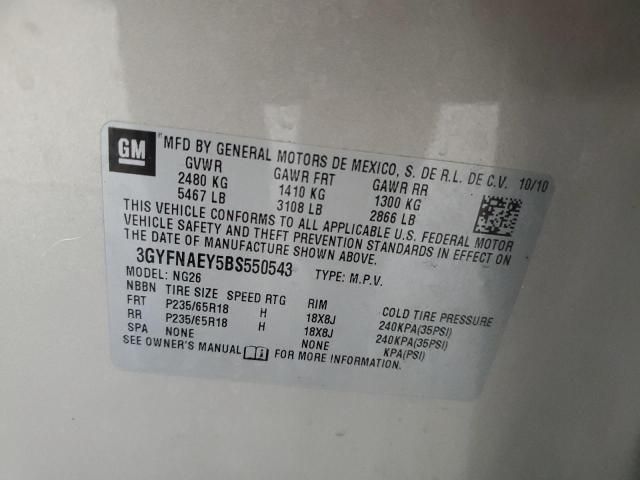 GM
MFD BY GENERAL MOTORS DE MEXICO, S. DE R.L. DE C.V. 10/10
GVWR GAWR FRT GAWR RR
2480 KG 1410 KG 1300 KG
5467 LB 3108 LB 2866 LB
THIS VEHICLE CONFORMS TO ALL APPLICABLE U.S. FEDERAL MOTOR
VEHICLE SAFETY AND THEFT PREVENTION STANDARDS IN EFFECT ON
THE DATE OF MANUFACTURE SHOWN ABOVE.
3GYFNAEY5BS550543 TYPE: M.P.V.
MODEL: NG26
NBBN TIRE SIZE SPEED RTG RIM COLD TIRE PRESSURE
FRT P235/65R18 H 18X8J 240KPA(35PSI)
RR P235/65R18 H 18X8J 240KPA(35PSI)
SPA NONE NONE KPA(PSI)
SEE OWNER'S MANUAL FOR MORE INFORMATION.